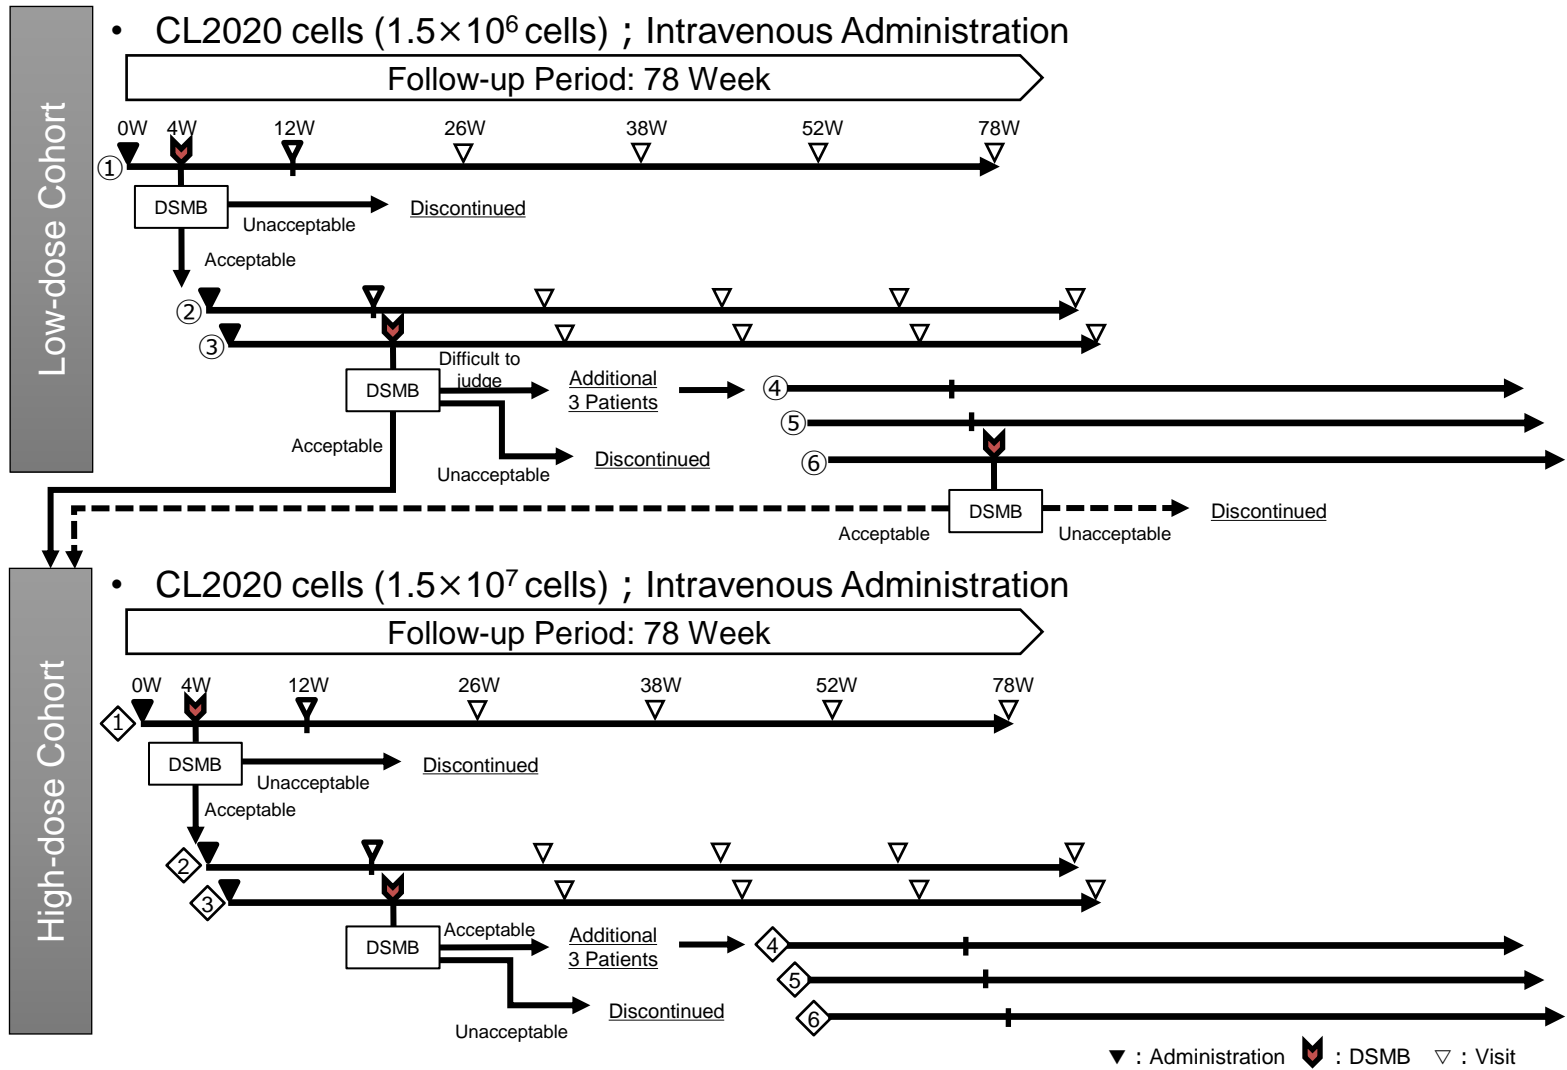 Low-dose Cohort
• CL2020 cells (1.5×10⁶ cells) ; Intravenous Administration
Follow-up Period: 78 Week
0W 4W 12W 26W 38W 52W 78W
①
DSMB
Unacceptable
Discontinued
Acceptable
②
③
DSMB
Difficult to
judge
Additional
3 Patients
④
⑤
⑥
Acceptable
Unacceptable
Discontinued
DSMB
Acceptable
Unacceptable
Discontinued
High-dose Cohort
• CL2020 cells (1.5×10⁷ cells) ; Intravenous Administration
Follow-up Period: 78 Week
0W 4W 12W 26W 38W 52W 78W
1
DSMB
Unacceptable
Discontinued
Acceptable
2
3
DSMB
Acceptable
Additional
3 Patients
4
5
6
Unacceptable
Discontinued
▼ : Administration : DSMB ▽ : Visit